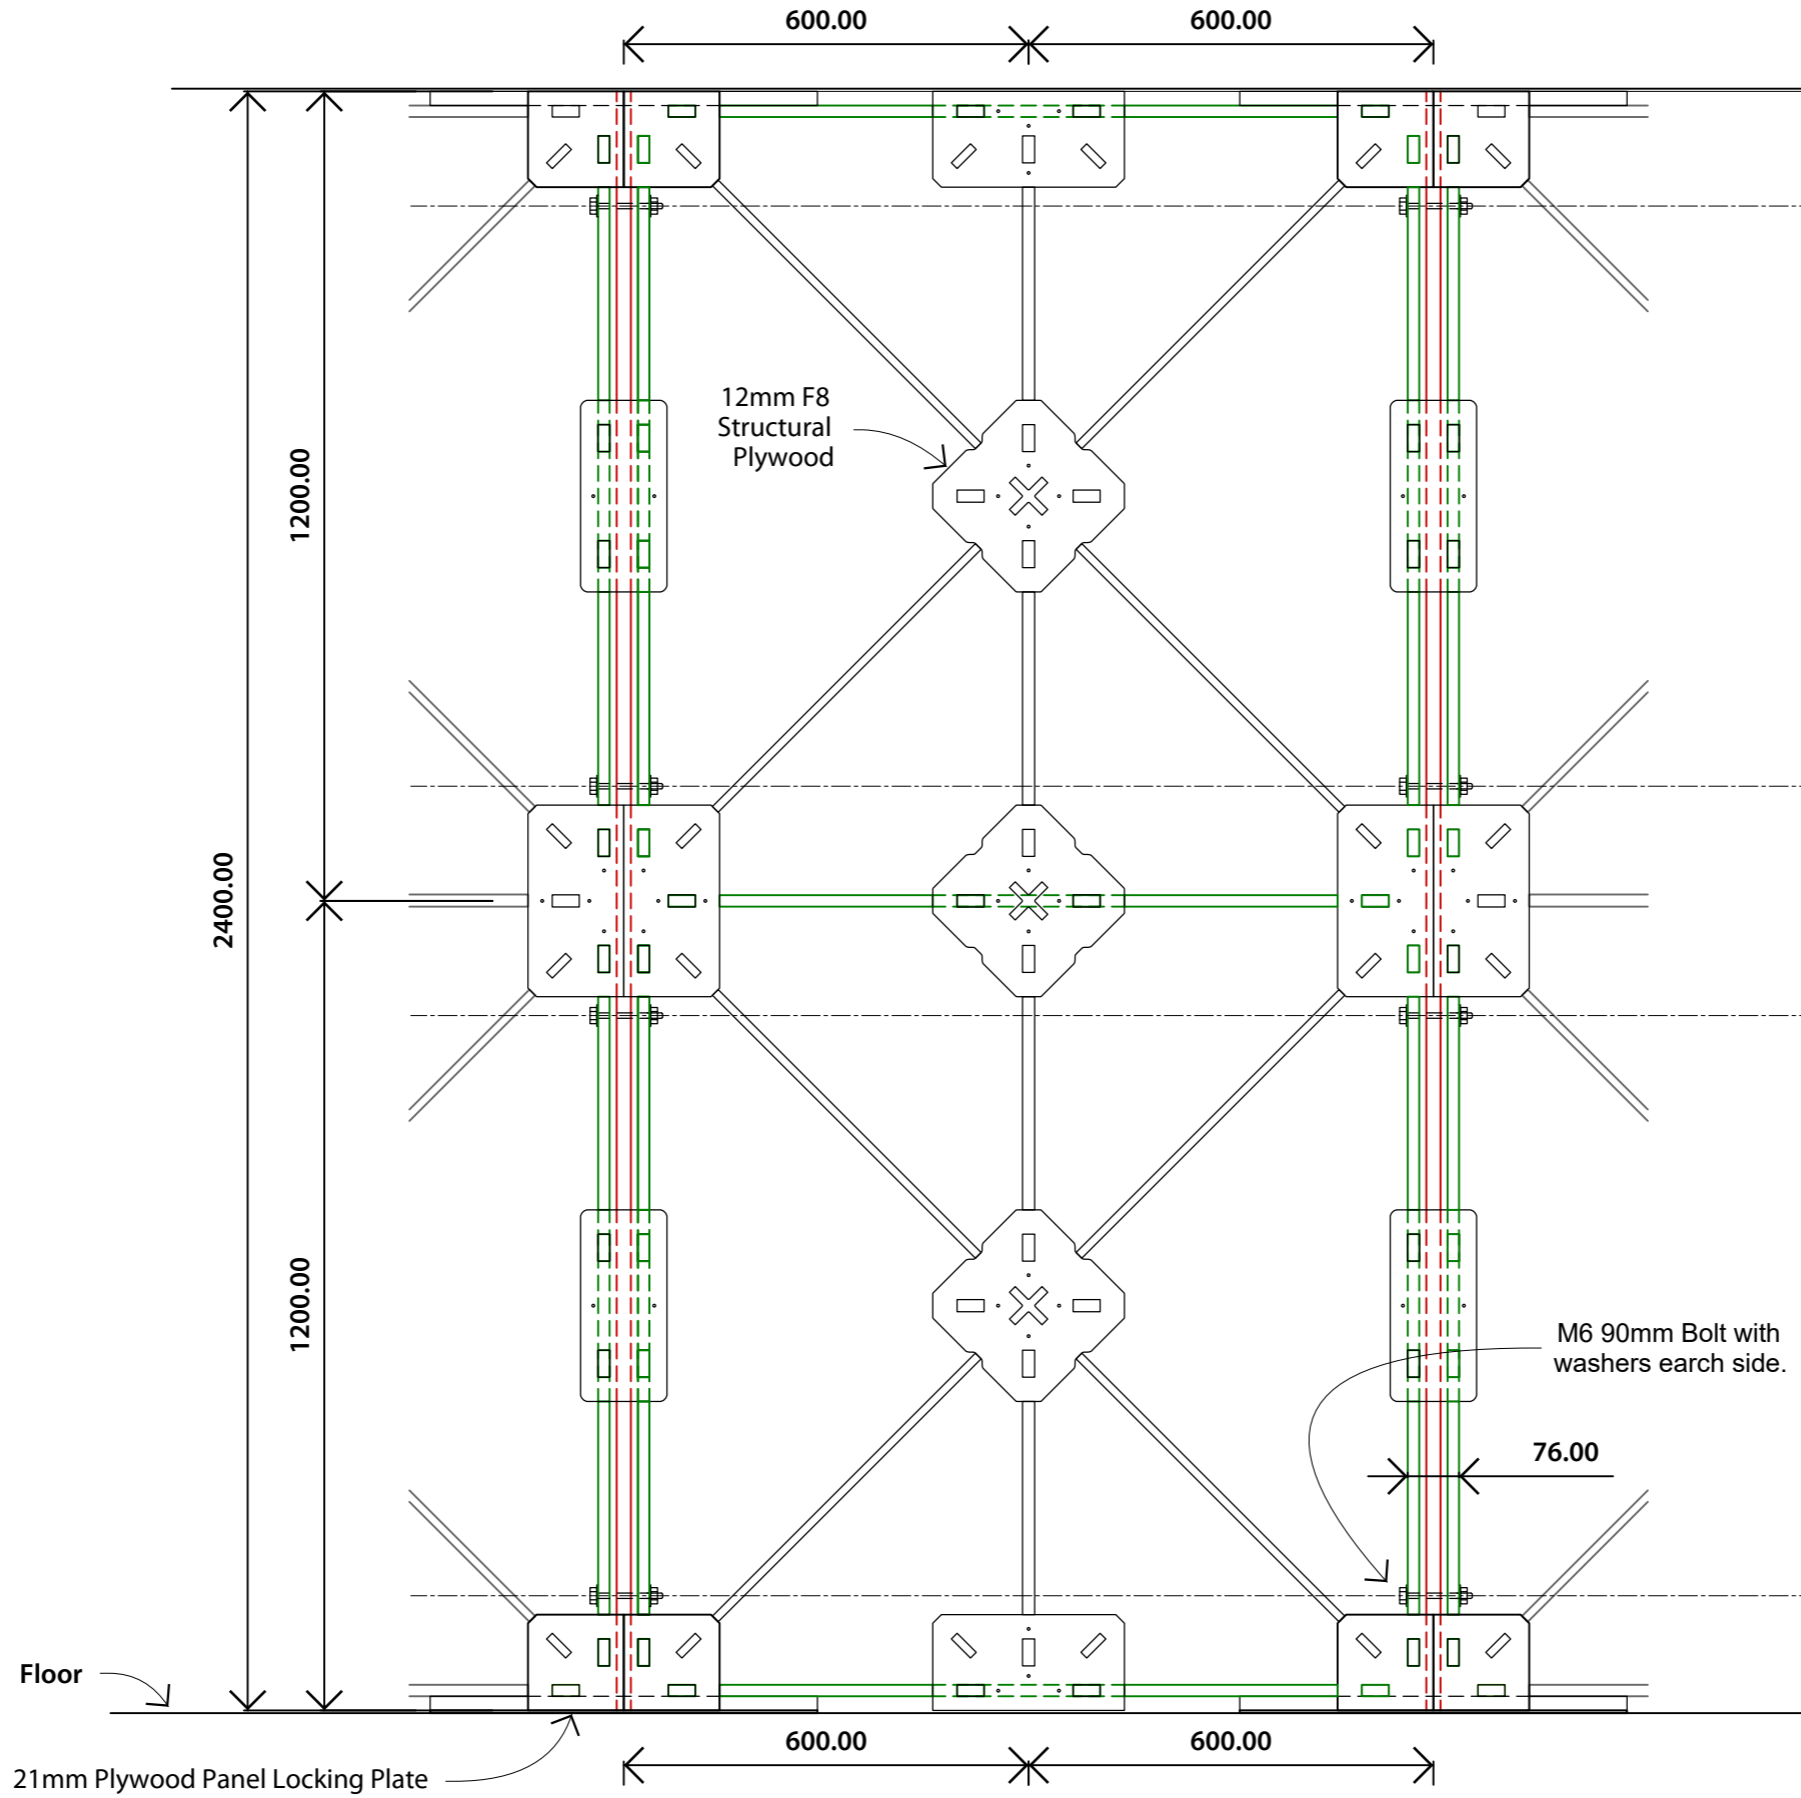 600.00
600.00
12mm F8
Structural
Plywood
1200.00
2400.00
1200.00
M6 90mm Bolt with
washers earch side.
76.00
Floor
600.00
600.00
21mm Plywood Panel Locking Plate